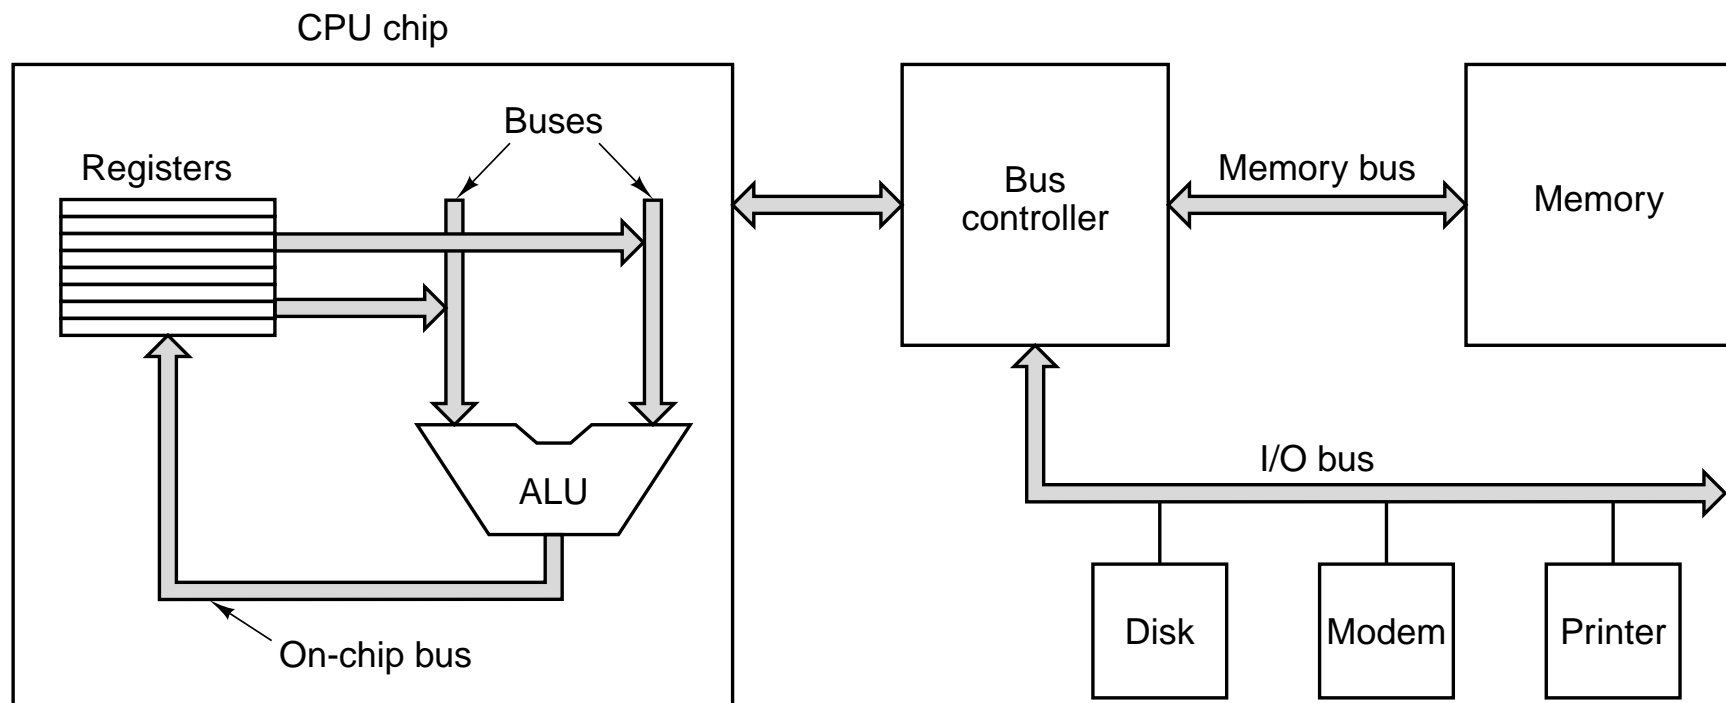 CPU chip
Buses
Registers
ALU
On-chip bus
Bus
controller
Memory bus
Memory
I/O bus
Disk
Modem
Printer